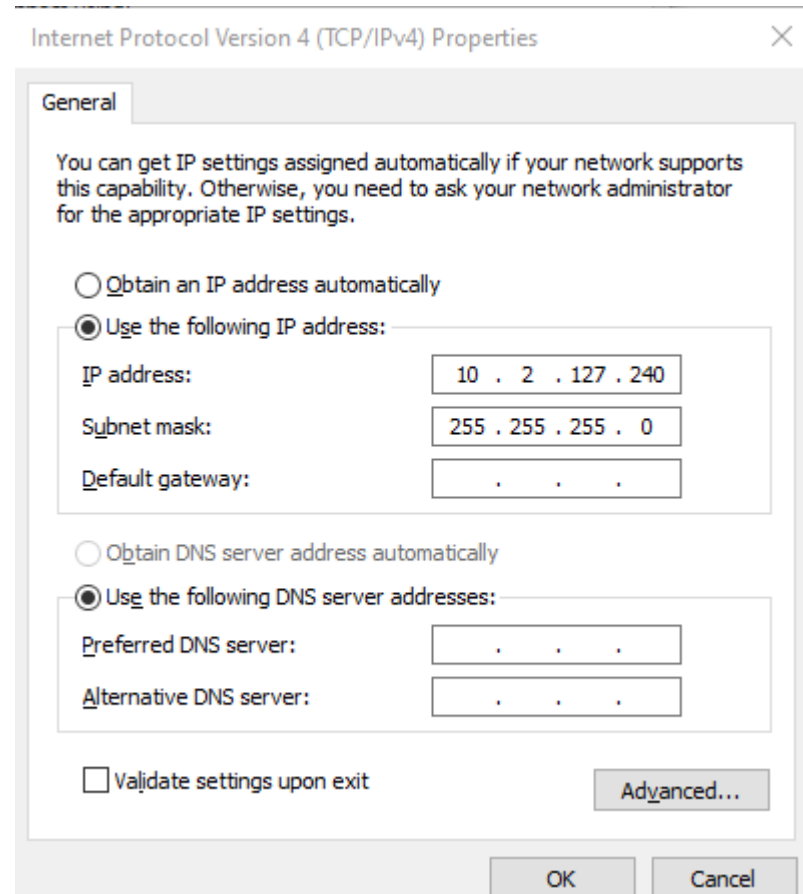 Internet Protocol Version 4 (TCP/IPv4) Properties
General
You can get IP settings assigned automatically if your network supports
this capability. Otherwise, you need to ask your network administrator
for the appropriate IP settings.
Obtain an IP address automatically
Use the following IP address:
IP address: 10 . 2 . 127 . 240
Subnet mask: 255 . 255 . 255 . 0
Default gateway: . . .
Obtain DNS server address automatically
Use the following DNS server addresses:
Preferred DNS server: . . .
Alternative DNS server: . . .
Validate settings upon exit
Advanced...
OK Cancel